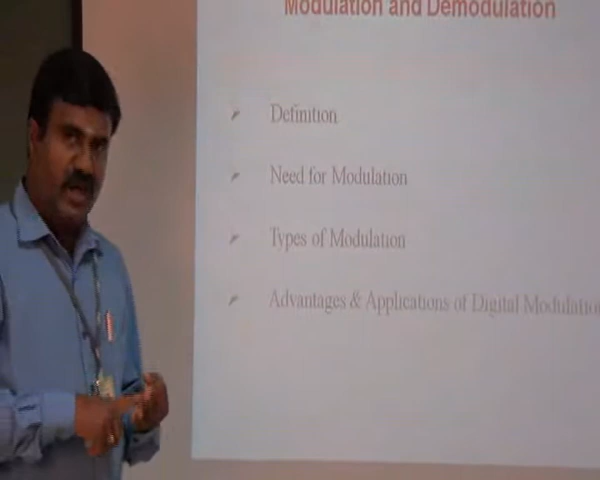 Modulation and Demodulation
Definition
Need for Modulation
Types of Modulation
Advantages & Applications of Digital Modulation